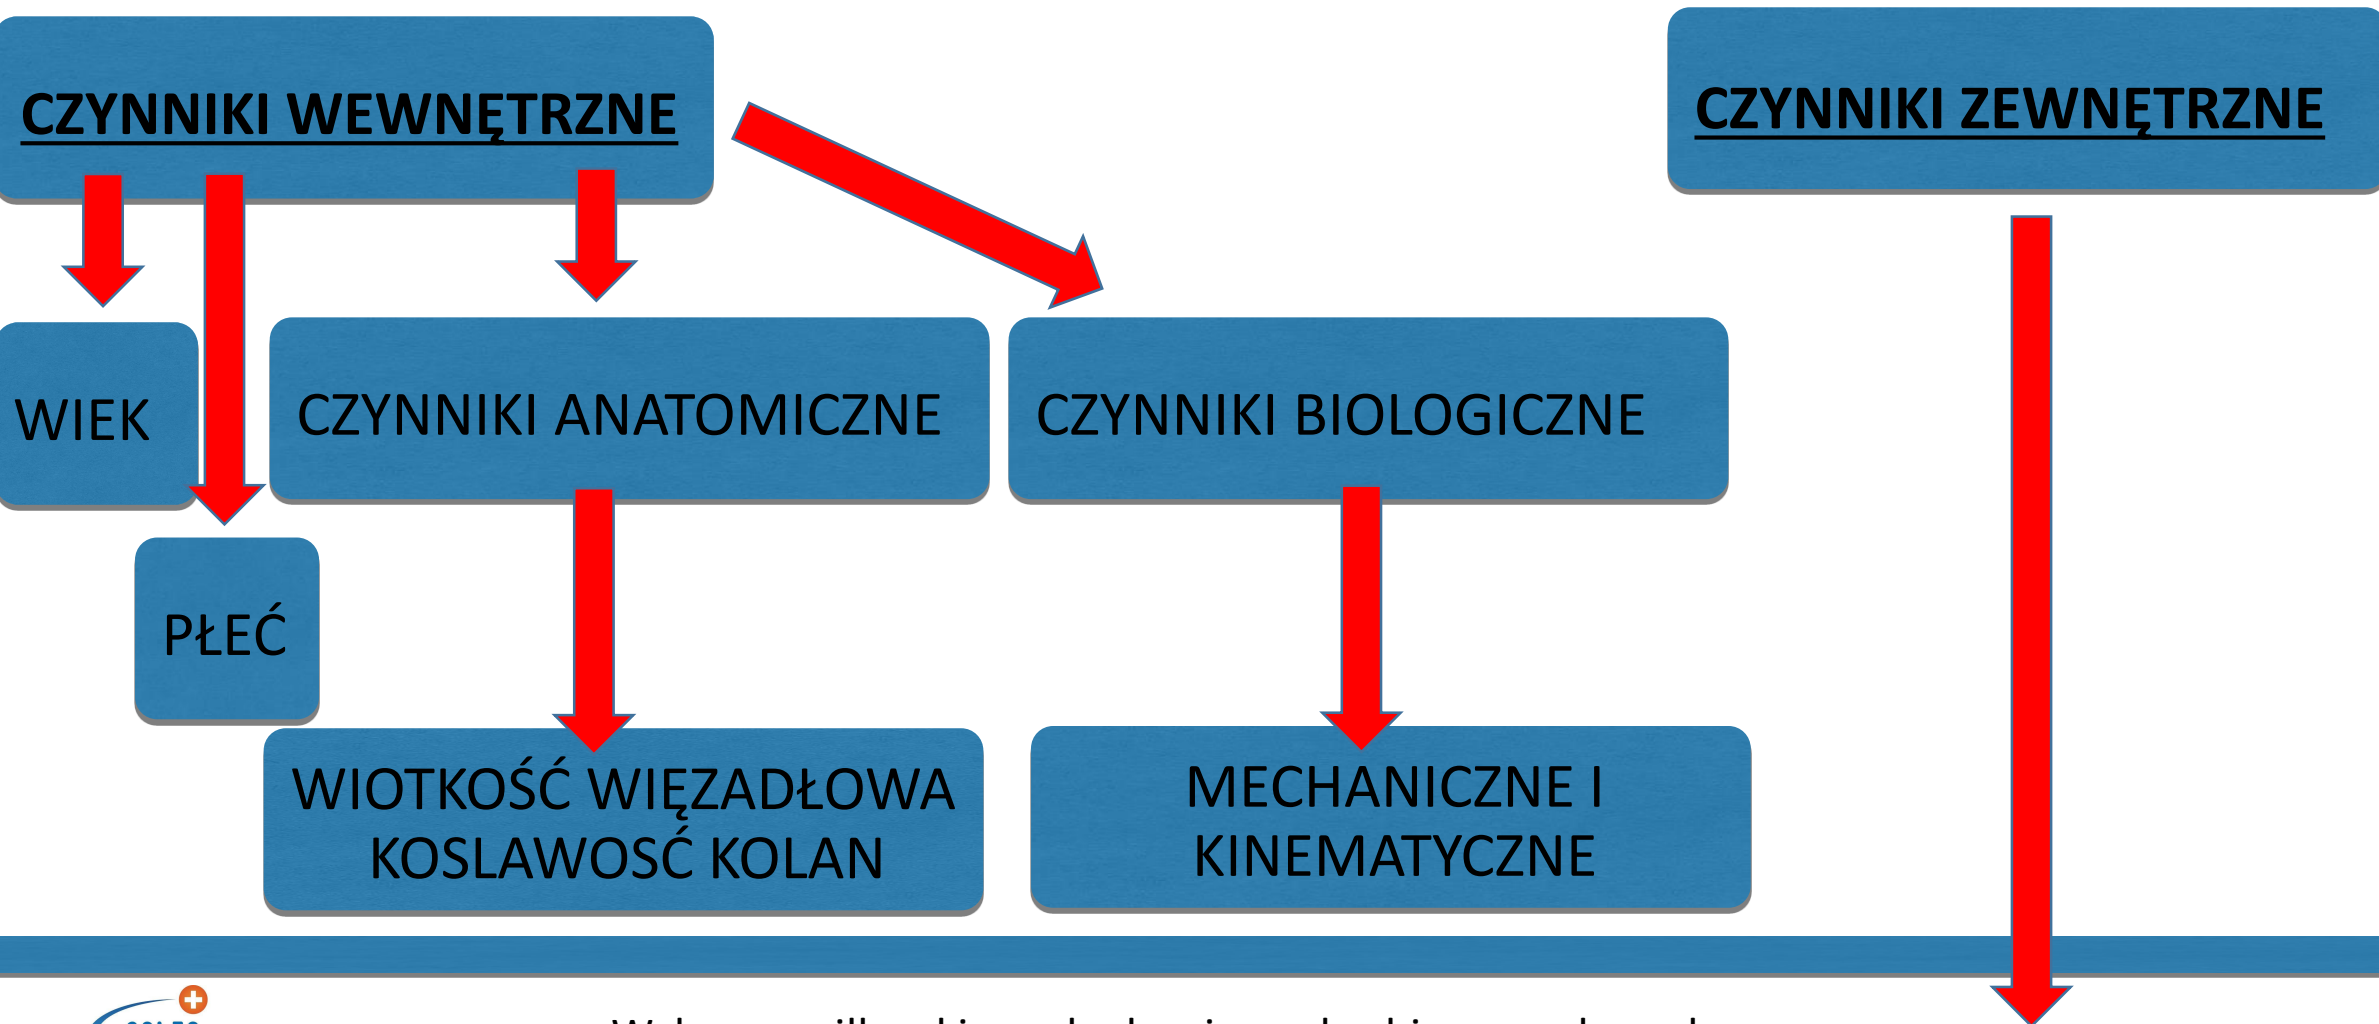 CZYNNIKI WEWNĘTRZNE
CZYNNIKI ZEWNĘTRZNE
WIEK
CZYNNIKI ANATOMICZNE
CZYNNIKI BIOLOGICZNE
PŁEĆ
WIOTKOŚĆ WIĘZADŁOWA
KOSLAWOSĆ KOLAN
MECHANICZNE I
KINEMATYCZNE